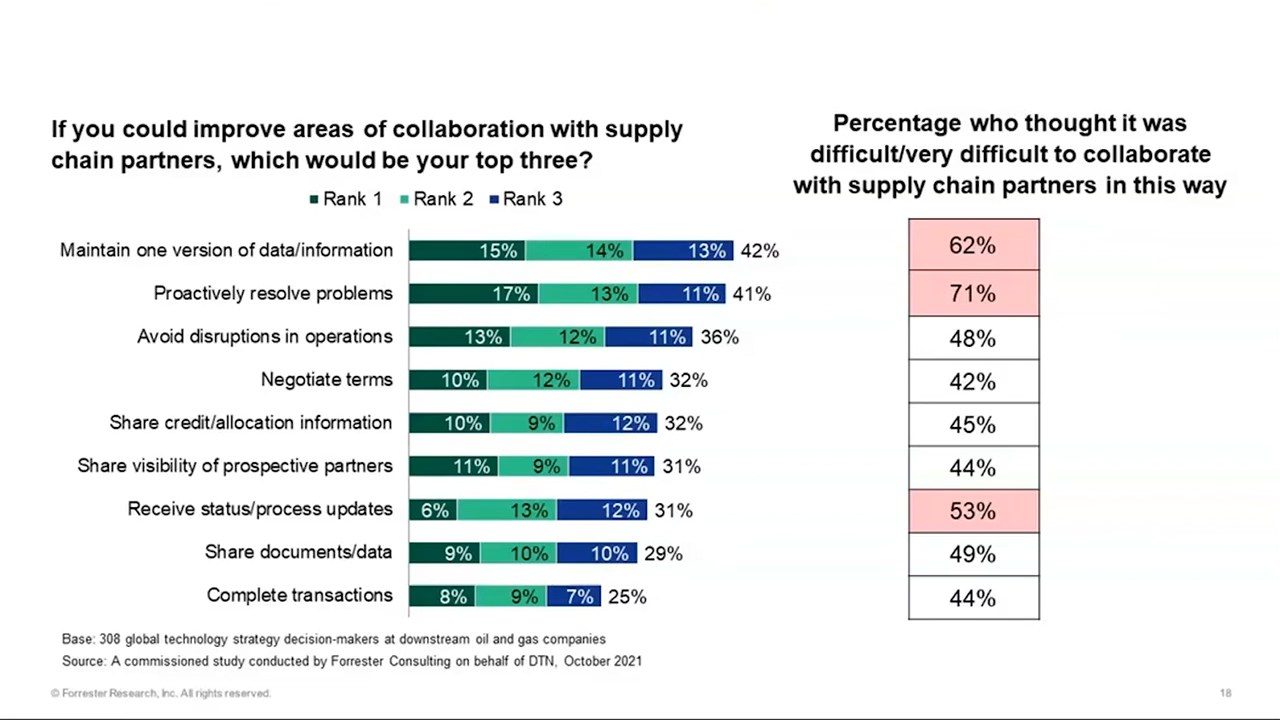 If you could improve areas of collaboration with supply
chain partners, which would be your top three?
Rank 1 Rank 2 Rank 3
Maintain one version of data/information 15% 14% 13% 42%
Proactively resolve problems 17% 13% 11% 41%
Avoid disruptions in operations 13% 12% 11% 36%
Negotiate terms 10% 12% 11% 32%
Share credit/allocation information 10% 9% 12% 32%
Share visibility of prospective partners 11% 9% 11% 31%
Receive status/process updates 6% 13% 12% 31%
Share documents/data 9% 10% 10% 29%
Complete transactions 8% 9% 7% 25%
Percentage who thought it was
difficult/very difficult to collaborate
with supply chain partners in this way
62%
71%
48%
42%
45%
44%
53%
49%
44%
Base: 308 global technology strategy decision-makers at downstream oil and gas companies
Source: A commissioned study conducted by Forrester Consulting on behalf of DTN, October 2021
© Forrester Research, Inc. All rights reserved.
18